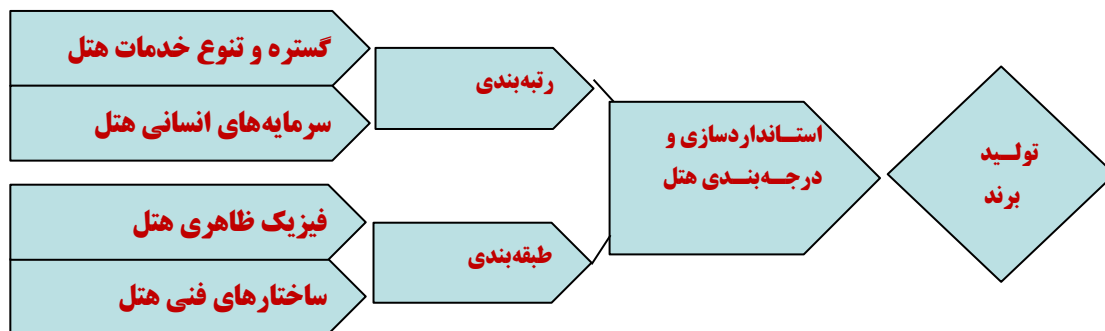 گستره و تنوع خدمات هتل
سرمایه‌های انسانی هتل
رتبه‌بندی
فیزیک ظاهری هتل
ساختارهای فنی هتل
طبقه‌بندی
استانداردسازی و
درجه‌بندی هتل
تولید
برند